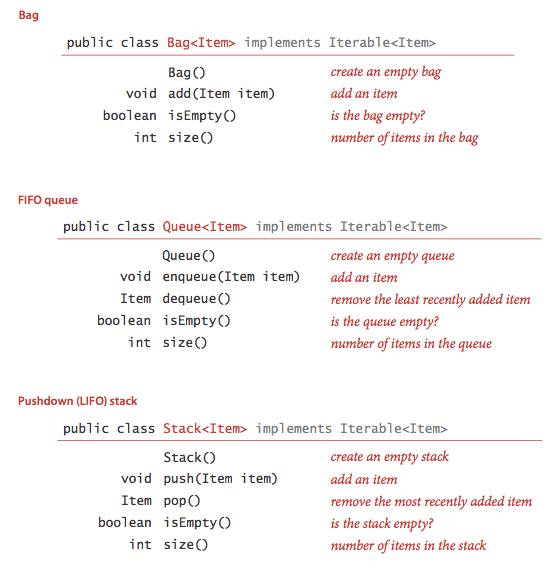 Bag
public class Bag<Item> implements Iterable<Item>
Bag() create an empty bag
void add(Item item) add an item
boolean isEmpty() is the bag empty?
int size() number of items in the bag
FIFO queue
public class Queue<Item> implements Iterable<Item>
Queue() create an empty queue
void enqueue(Item item) add an item
Item dequeue() remove the least recently added item
boolean isEmpty() is the queue empty?
int size() number of items in the queue
Pushdown (LIFO) stack
public class Stack<Item> implements Iterable<Item>
Stack() create an empty stack
void push(Item item) add an item
Item pop() remove the most recently added item
boolean isEmpty() is the stack empty?
int size() number of items in the stack